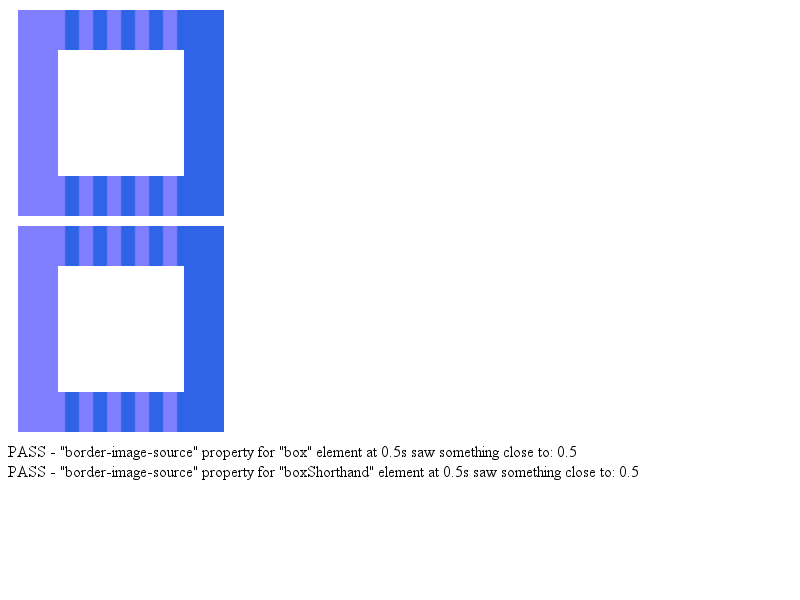 PASS - "border-image-source" property for "box" element at 0.5s saw something close to: 0.5
PASS - "border-image-source" property for "boxShorthand" element at 0.5s saw something close to: 0.5